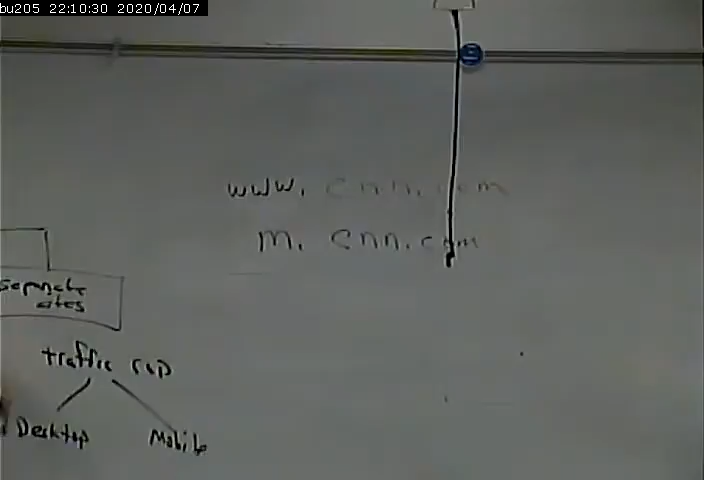 bu205 22:10:30 2020/04/07
www. cnn.com
m. cnn.com
separate
sites
traffic
Desktop Mobile